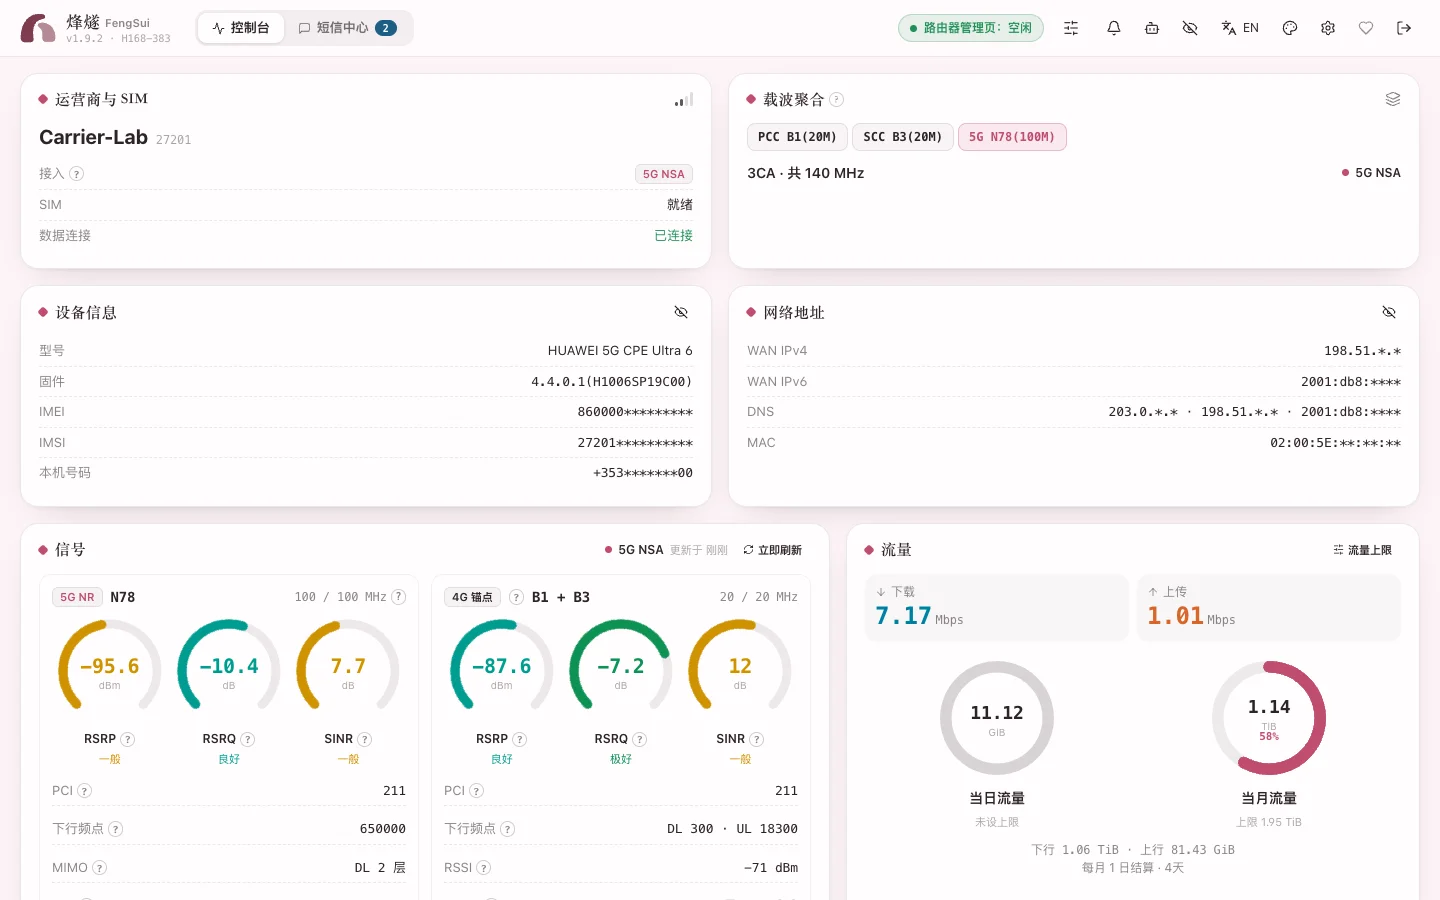 烽燧 FengSui
v1.9.2 · H168-383
控制台
短信中心 2
路由器管理页：空闲
EN
运营商与 SIM
Carrier-Lab 27201
接入 ?
5G NSA
SIM
就绪
数据连接
已连接
载波聚合 ?
PCC B1(20M)
SCC B3(20M)
5G N78(100M)
3CA · 共 140 MHz
5G NSA
设备信息
型号
HUAWEI 5G CPE Ultra 6
固件
4.4.0.1(H1006SP19C00)
IMEI
860000*********
IMSI
27201**********
本机号码
+353*******00
网络地址
WAN IPv4
198.51.*.*
WAN IPv6
2001:db8:****
DNS
203.0.*.* · 198.51.*.* · 2001:db8:****
MAC
02:00:5E:**:**:**
信号
5G NSA 更新于 刚刚
立即刷新
5G NR N78
100 / 100 MHz ?
-95.6
dBm
RSRP ?
一般
-10.4
dB
RSRQ ?
良好
7.7
dB
SINR ?
一般
PCI ?
211
下行频点 ?
650000
MIMO ?
DL 2 层
4G 锚点 ? B1 + B3
20 / 20 MHz
-87.6
dBm
RSRP ?
良好
-7.2
dB
RSRQ ?
极好
12
dB
SINR ?
一般
PCI ?
211
下行频点 ?
DL 300 · UL 18300
RSSI ?
-71 dBm
流量
流量上限
↓ 下载
7.17 Mbps
↑ 上传
1.01 Mbps
11.12
GiB
当日流量
未设上限
1.14
TiB
58%
当月流量
上限 1.95 TiB
下行 1.06 TiB · 上行 81.43 GiB
每月 1 日结算 · 4天